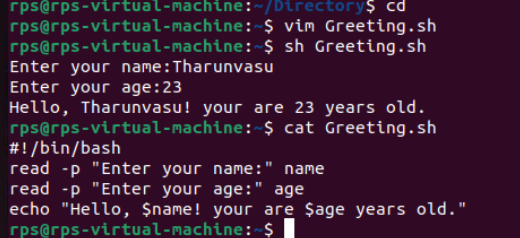 rps@rps-virtual-machine:~/Directory$ cd
rps@rps-virtual-machine:~$ vim Greeting.sh
rps@rps-virtual-machine:~$ sh Greeting.sh
Enter your name:Tharunvasu
Enter your age:23
Hello, Tharunvasu! your are 23 years old.
rps@rps-virtual-machine:~$ cat Greeting.sh
#!/bin/bash
read -p "Enter your name:" name
read -p "Enter your age:" age
echo "Hello, $name! your are $age years old."
rps@rps-virtual-machine:~$